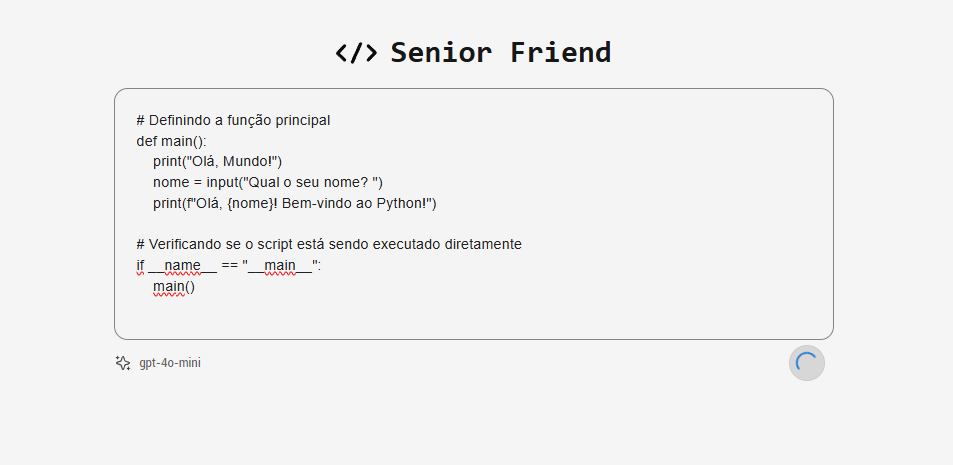 </> Senior Friend
# Definindo a função principal
def main():
    print("Olá, Mundo!")
    nome = input("Qual o seu nome? ")
    print(f"Olá, {nome}! Bem-vindo ao Python!")

# Verificando se o script está sendo executado diretamente
if __name__ == "__main__":
    main()
gpt-4o-mini